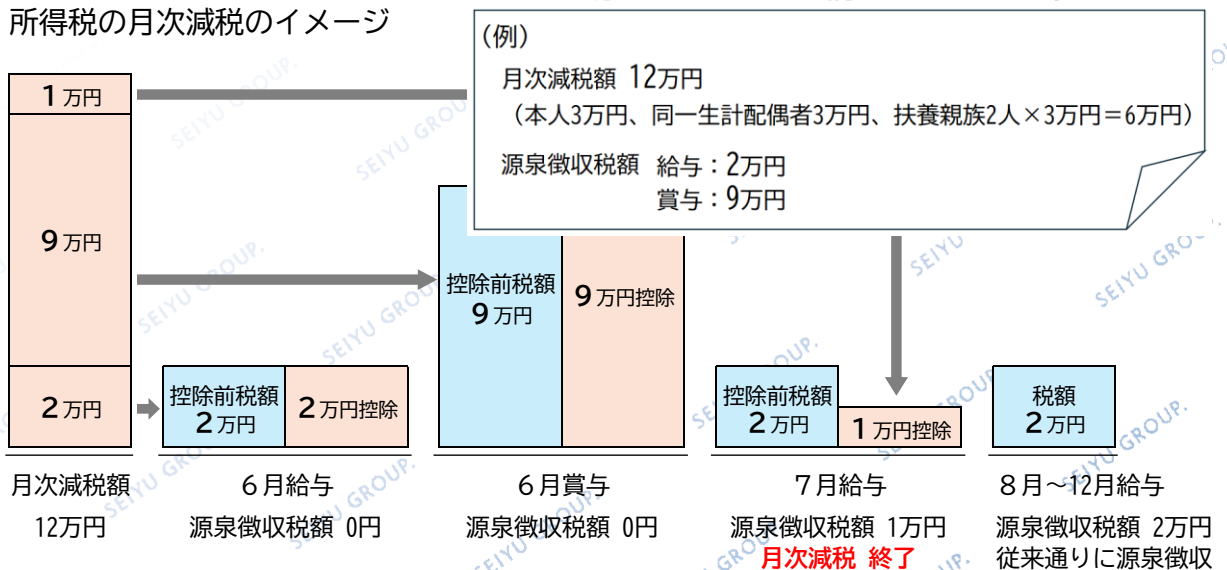 所得税の月次減税のイメージ
(例)
月次減税額 12万円
(本人3万円、同一生計配偶者3万円、扶養親族2人×3万円=6万円)
源泉徴収税額 給与:2万円
賞与:9万円
1万円
9万円
2万円
控除前税額
2万円
2万円控除
控除前税額
9万円
9万円控除
控除前税額
2万円
1万円控除
税額
2万円
月次減税額
12万円
6月給与
源泉徴収税額 0円
6月賞与
源泉徴収税額 0円
7月給与
源泉徴収税額 1万円
月次減税 終了
8月~12月給与
源泉徴収税額 2万円
従来通りに源泉徴収
SEIYU GROUP.